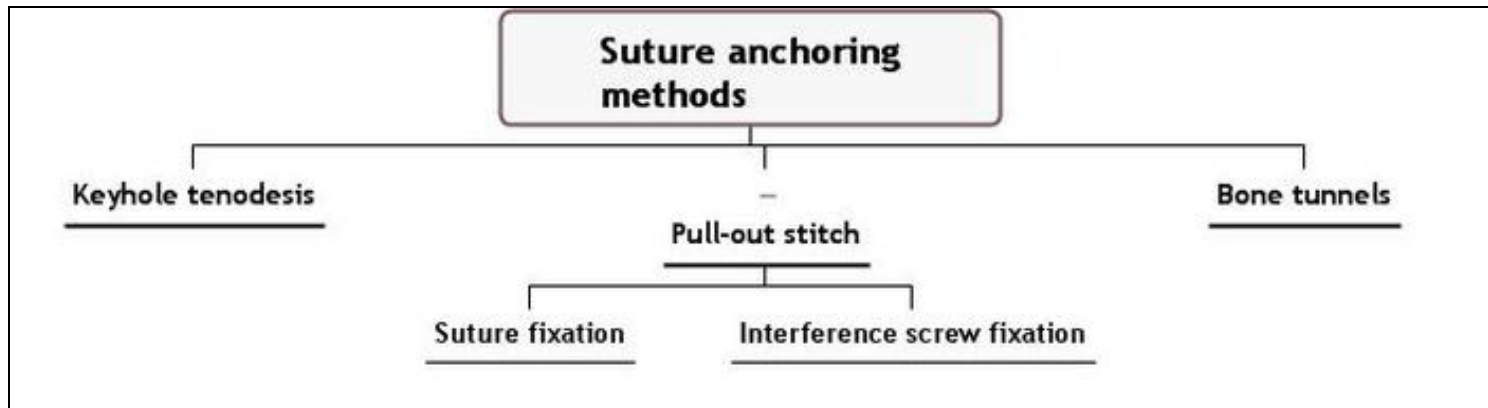 Suture anchoring
methods
Keyhole tenodesis
–
Bone tunnels
Pull-out stitch
Suture fixation
Interference screw fixation